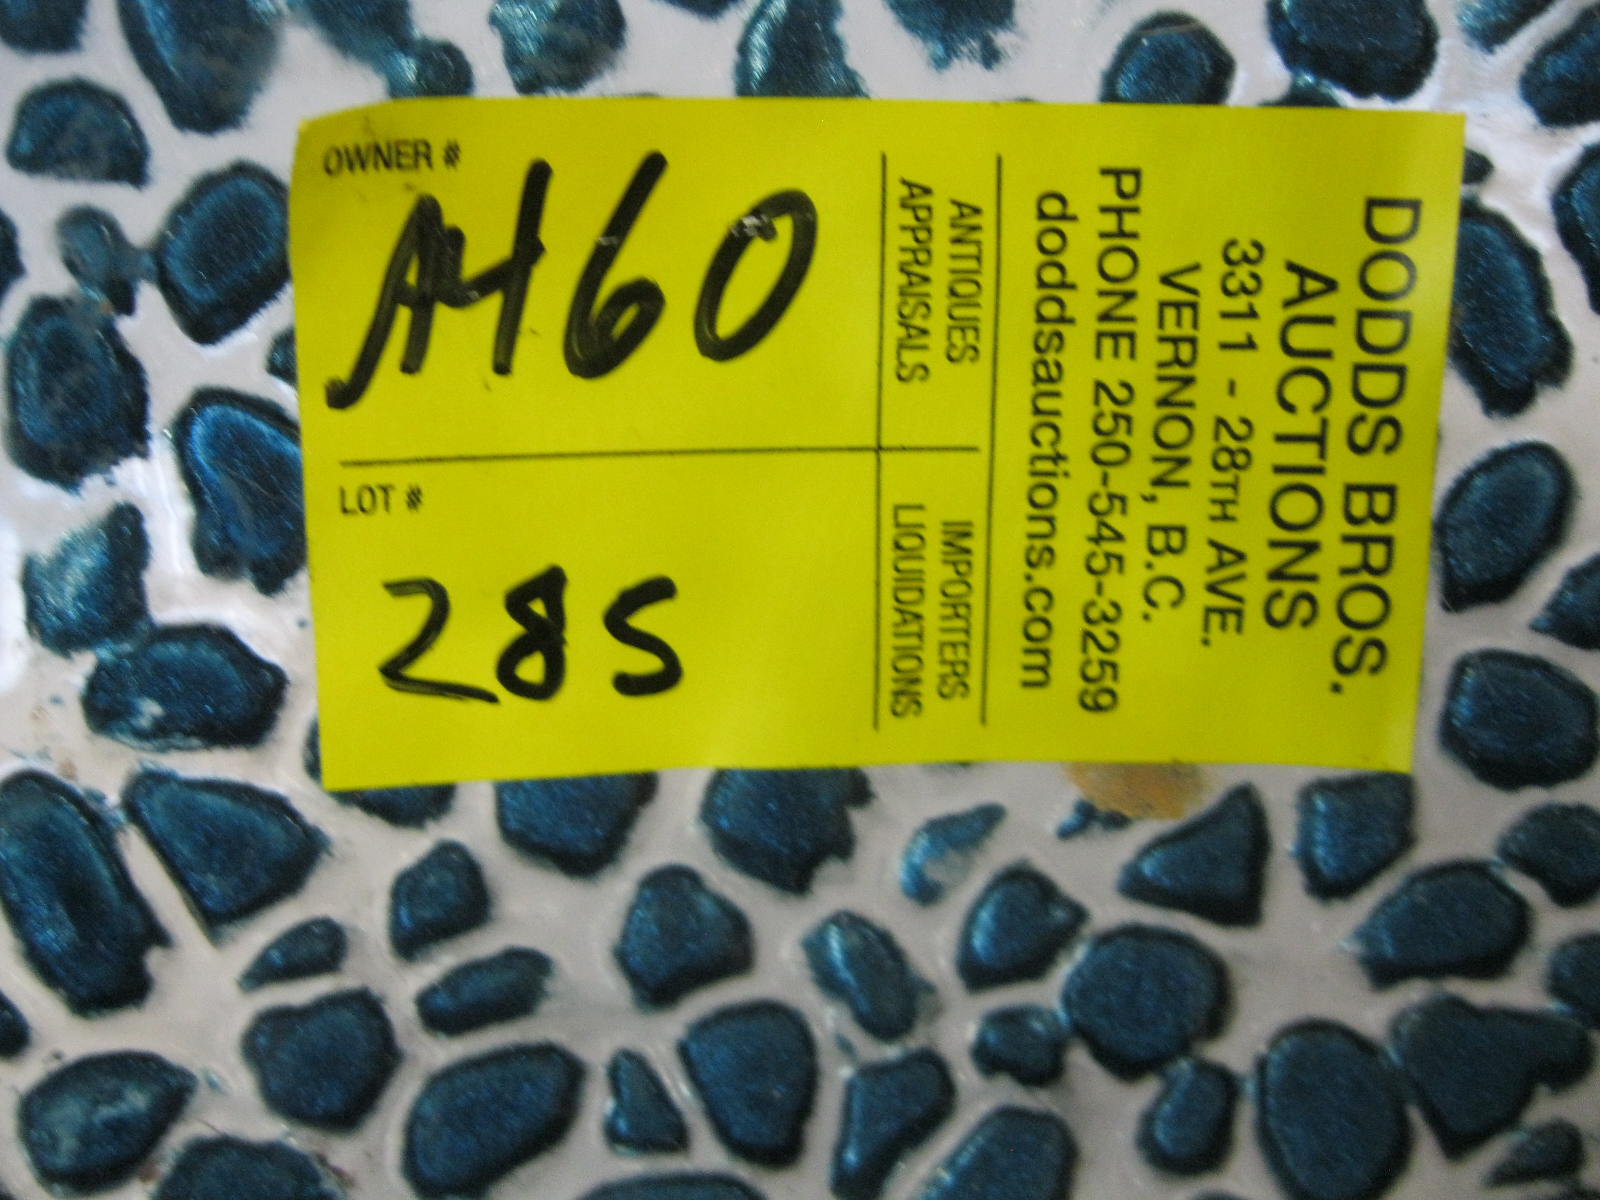 OWNER #
A460
LOT #
285
ANTIQUES
APPRAISALS
IMPORTERS
LIQUIDATIONS
DODDS BROS.
AUCTIONS
3311 - 28TH AVE.
VERNON, B.C.
PHONE 250-545-3259
doddsauctions.com